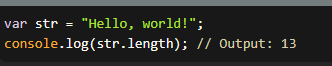 var str = "Hello, world!";
console.log(str.length); // Output: 13